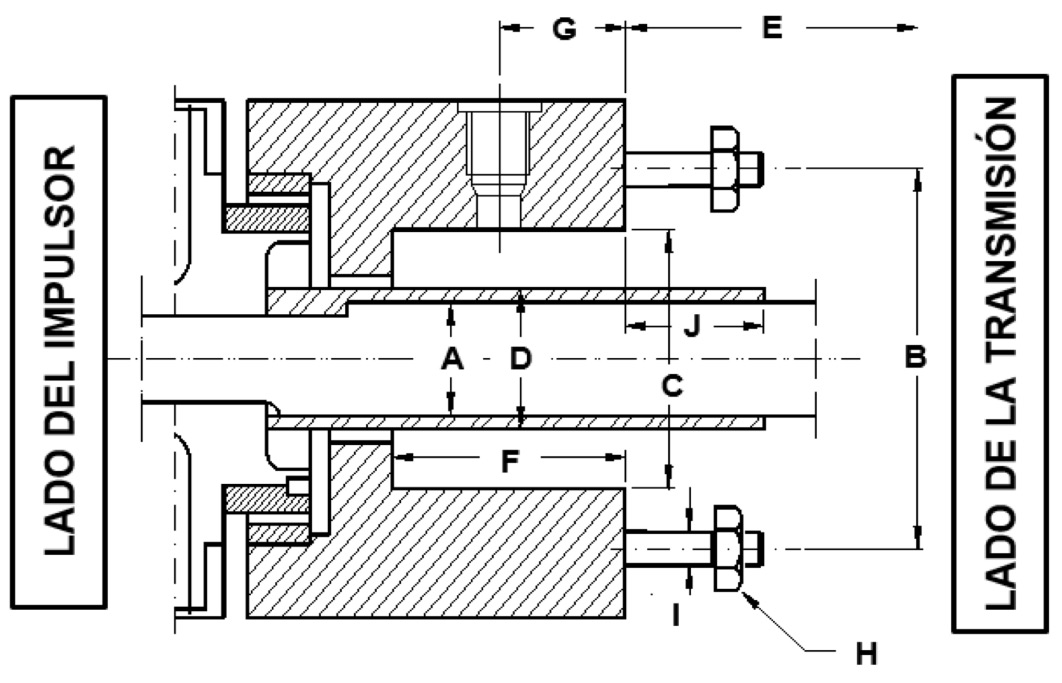 G
E
LADO DEL IMPULSOR
LADO DE LA TRANSMISIÓN
J
A
D
C
B
F
I
H